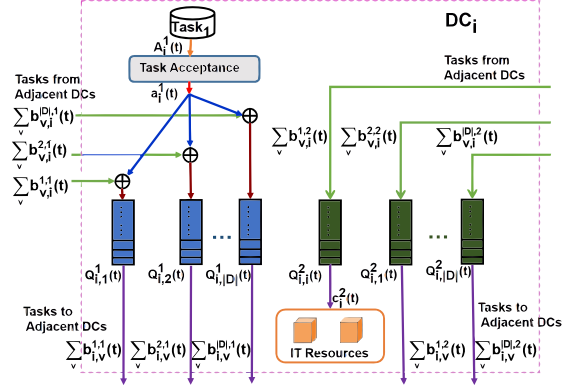 DC_i
Task_1
A_i^1(t)
Task Acceptance
a_i^1(t)
Tasks from
Adjacent DCs
∑_v b_{v,i}^{|D|,1}(t)
∑_v b_{v,i}^{2,1}(t)
∑_v b_{v,i}^{1,1}(t)
Tasks from
Adjacent DCs
∑_v b_{v,i}^{1,2}(t)
∑_v b_{v,i}^{2,2}(t)
∑_v b_{v,i}^{|D|,2}(t)
Q_{i,1}^1(t)
Q_{i,2}^1(t)
...
Q_{i,|D|}^1(t)
Q_{i,i}^2(t)
Q_{i,1}^2(t)
...
Q_{i,|D|}^2(t)
c_i^2(t)
IT Resources
Tasks to
Adjacent DCs
∑_v b_{i,v}^{1,1}(t)
∑_v b_{i,v}^{2,1}(t)
∑_v b_{i,v}^{|D|,1}(t)
Tasks to
Adjacent DCs
∑_v b_{i,v}^{1,2}(t)
∑_v b_{i,v}^{|D|,2}(t)